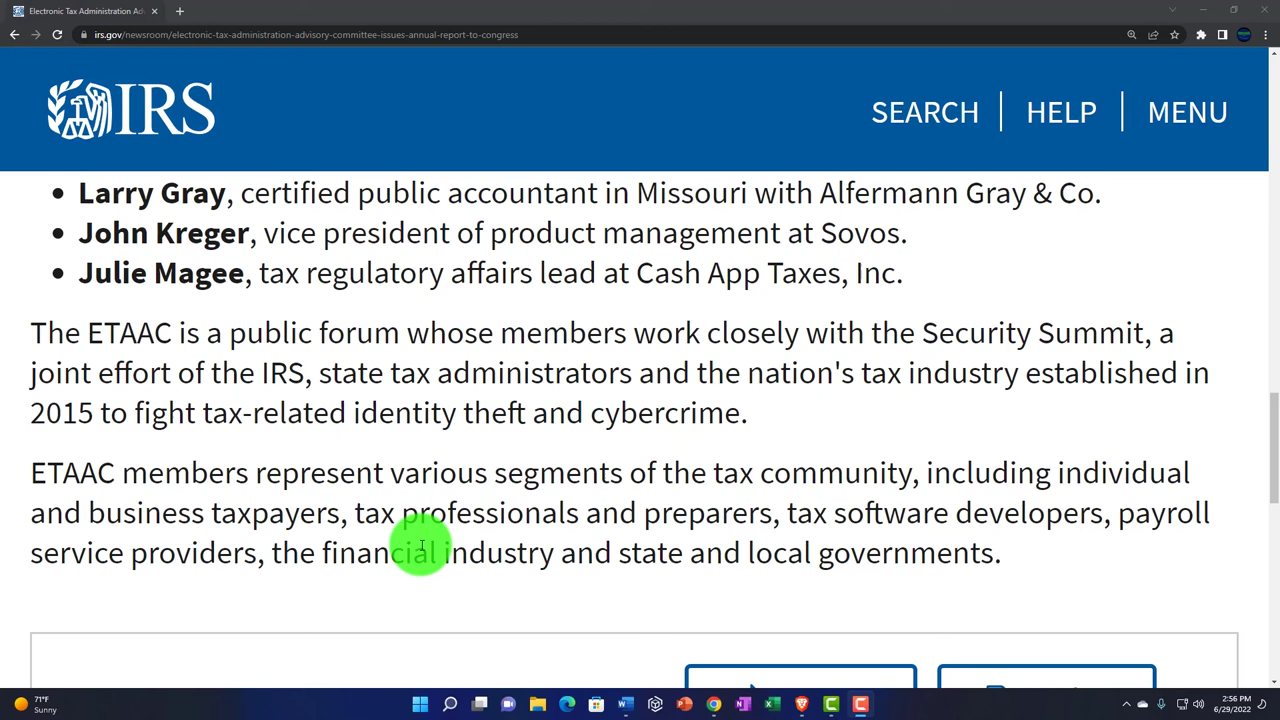 Electronic Tax Administration Ad
irs.gov/newsroom/electronic-tax-administration-advisory-committee-issues-annual-report-to-congress
IRS
SEARCH
HELP
MENU
Larry Gray, certified public accountant in Missouri with Alfermann Gray & Co.
John Kreger, vice president of product management at Sovos.
Julie Magee, tax regulatory affairs lead at Cash App Taxes, Inc.
The ETAAC is a public forum whose members work closely with the Security Summit, a
joint effort of the IRS, state tax administrators and the nation's tax industry established in
2015 to fight tax-related identity theft and cybercrime.
ETAAC members represent various segments of the tax community, including individual
and business taxpayers, tax professionals and preparers, tax software developers, payroll
service providers, the financial industry and state and local governments.
71°F
Sunny
2:56 PM
6/29/2022